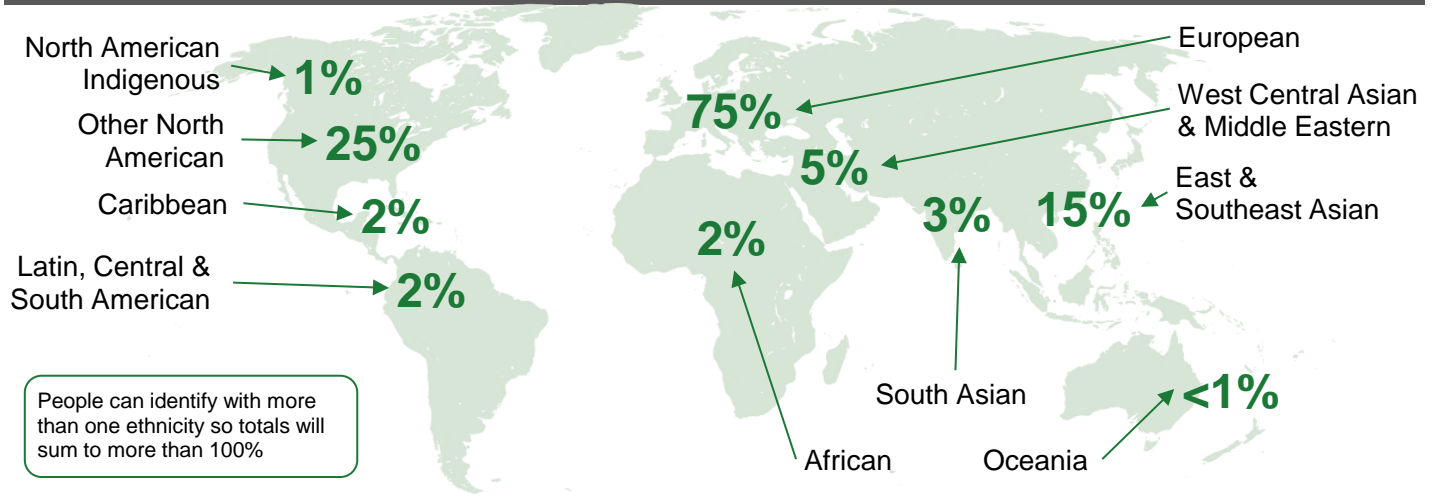 North American
Indigenous
1%
Other North
American
25%
Caribbean
2%
Latin, Central &
South American
2%
European
75%
West Central Asian
& Middle Eastern
5%
East &
Southeast Asian
15%
South Asian
3%
African
2%
Oceania
<1%
People can identify with more
than one ethnicity so totals will
sum to more than 100%